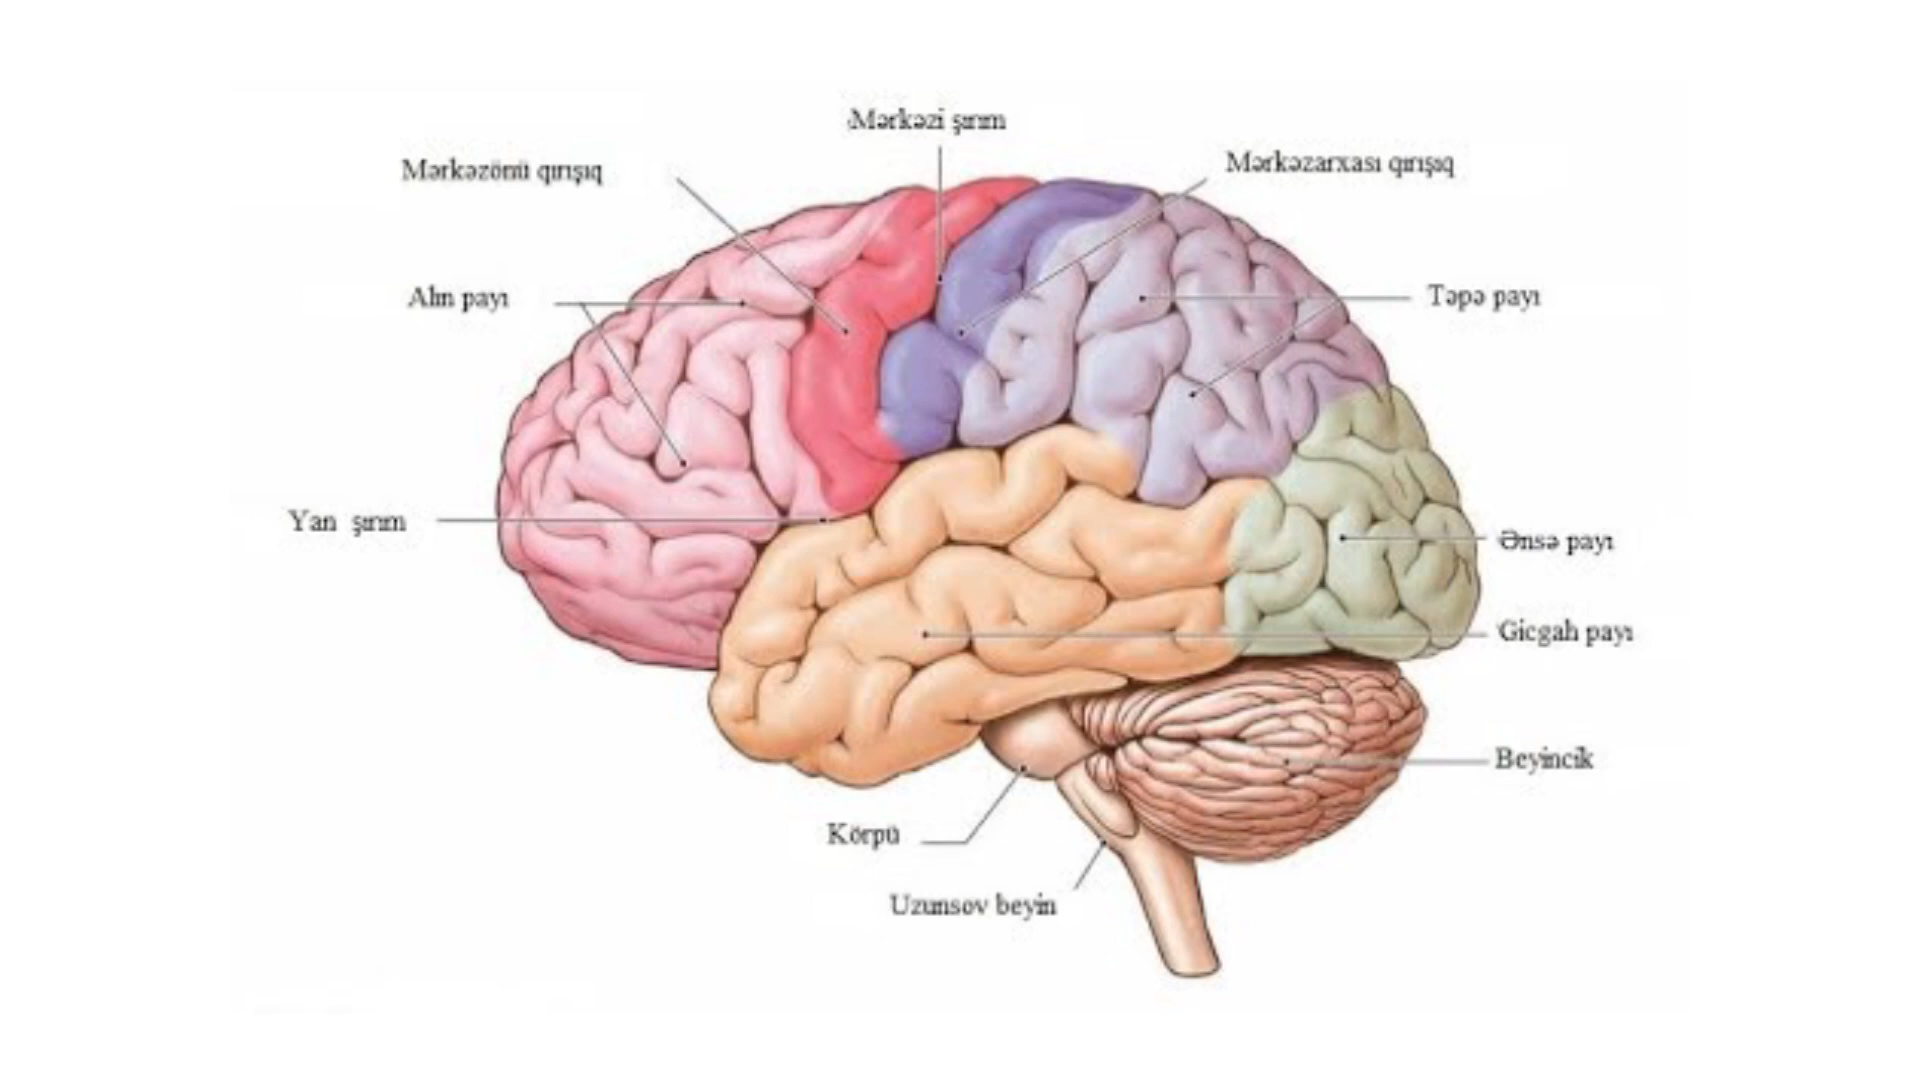 Mərkəzi şırım
Mərkəzönü qırışıq
Mərkəzarxası qırışıq
Alın payı
Təpə payı
Yan şırım
Ənsə payı
Gicgah payı
Beyincik
Körpü
Uzunsov beyin